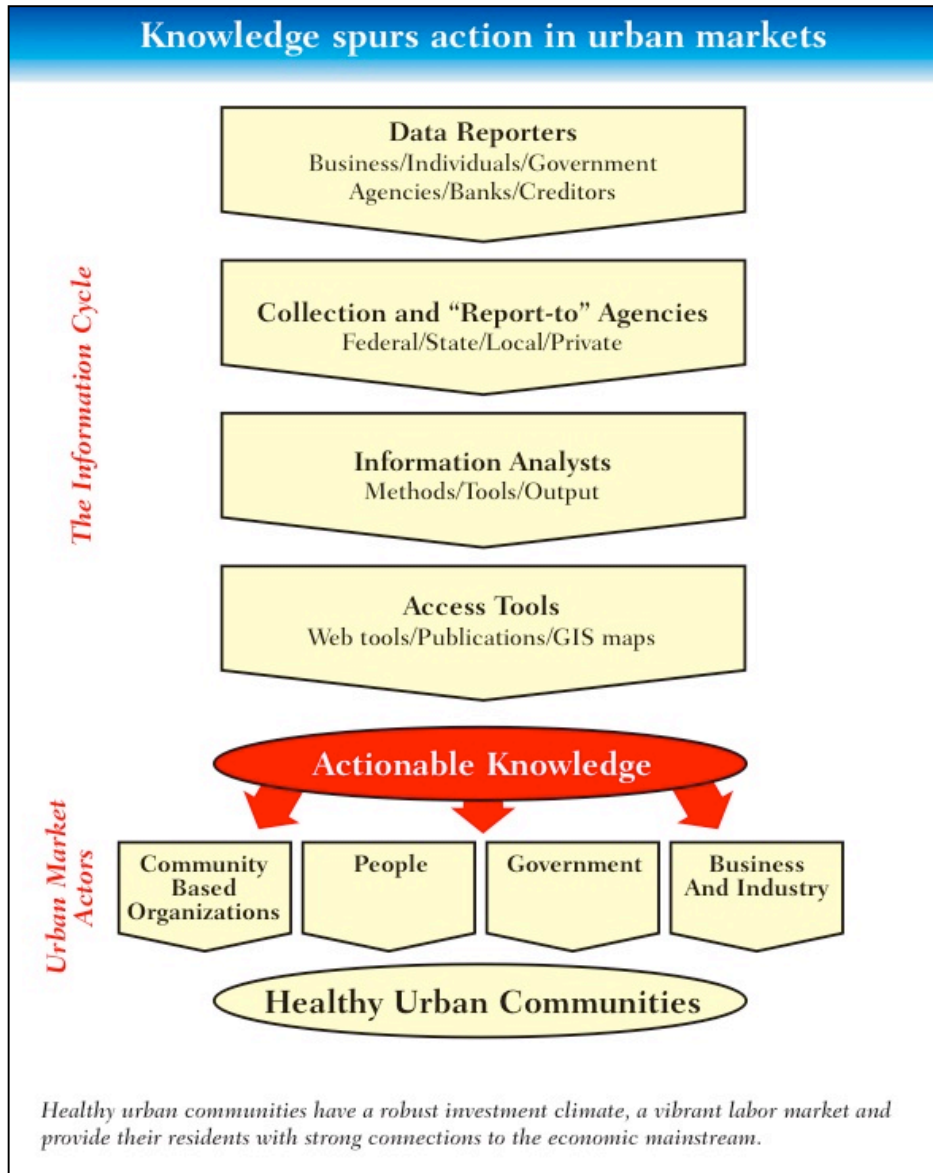 Knowledge spurs action in urban markets
Data Reporters
Business/Individuals/Government
Agencies/Banks/Creditors
The Information Cycle
Collection and “Report-to” Agencies
Federal/State/Local/Private
Information Analysts
Methods/Tools/Output
Access Tools
Web tools/Publications/GIS maps
Actionable Knowledge
Urban Market
Actors
Community
Based
Organizations
People
Government
Business
And Industry
Healthy Urban Communities
Healthy urban communities have a robust investment climate, a vibrant labor market and
provide their residents with strong connections to the economic mainstream.